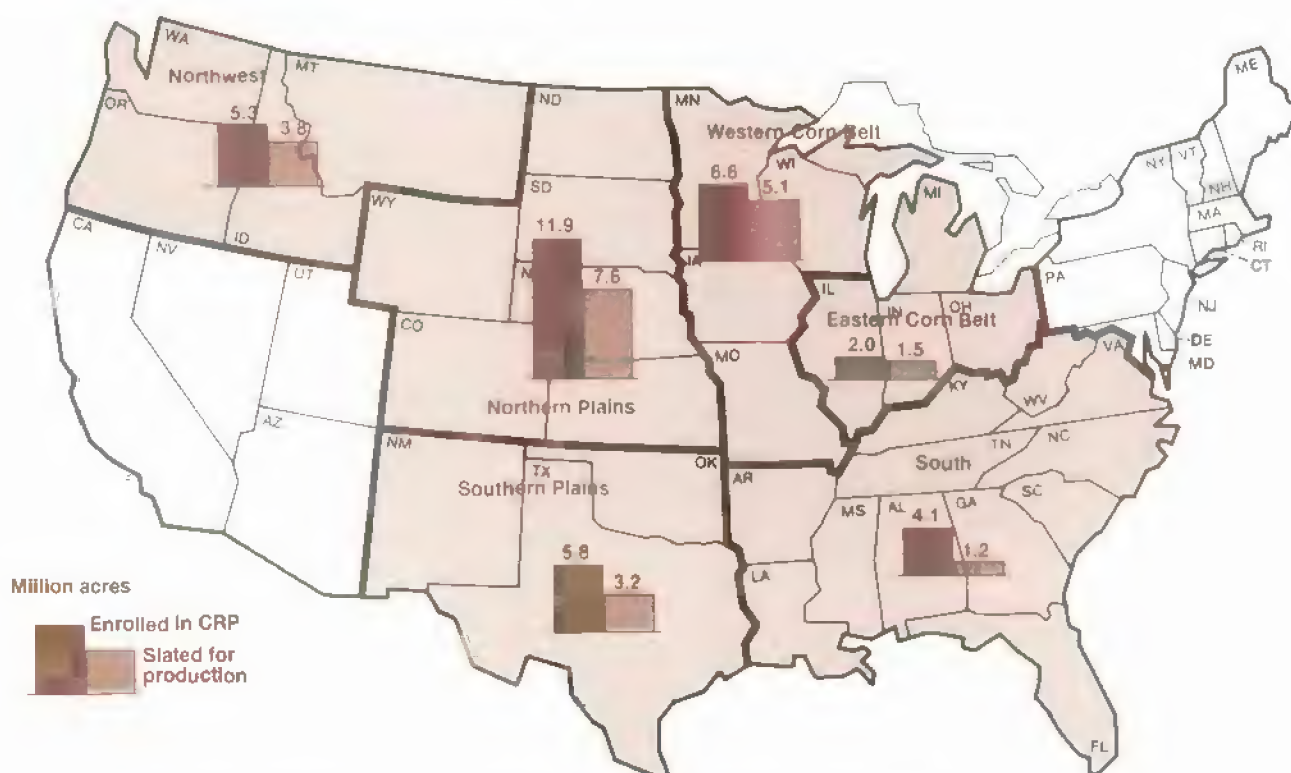 WA
MT
Northwest
OR
5.3
3.8
ID
ND
MN
Western Corn Belt
WI
6.6
5.1
IA
MI
ME
NY
VT
NH
MA
RI
CT
PA
NJ
DE
MD
SD
WY
11.9
7.6
N
CO
Northern Plains
CA
NV
UT
AZ
IL
IN
OH
Eastern Corn Belt
2.0
1.5
MO
KY
VA
WV
TN
NC
South
SC
NM
OK
TX
Southern Plains
5.8
3.2
AR
MS
AL
GA
4.1
1.2
LA
FL
Million acres
Enrolled in CRP
Slated for
production